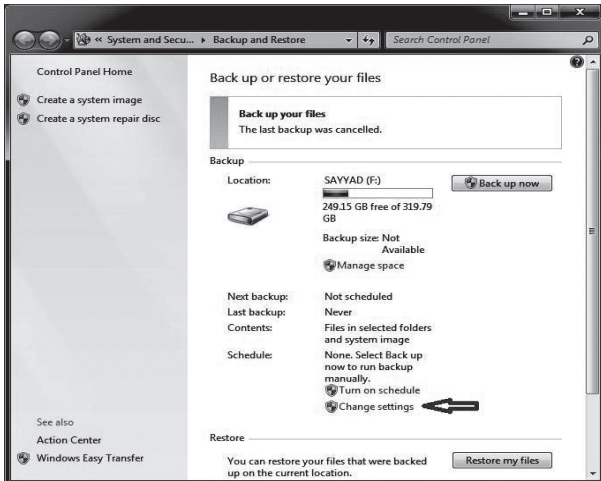 « System and Secu... ▸ Backup and Restore
Search Control Panel
Control Panel Home
Create a system image
Create a system repair disc
See also
Action Center
Windows Easy Transfer
Back up or restore your files
Back up your files
The last backup was cancelled.
Backup
Location: SAYYAD (F:)
Back up now
249.15 GB free of 319.79
GB
Backup size: Not
Available
Manage space
Next backup: Not scheduled
Last backup: Never
Contents: Files in selected folders
and system image
Schedule: None. Select Back up
now to run backup
manually.
Turn on schedule
Change settings
Restore
You can restore your files that were backed
up on the current location.
Restore my files